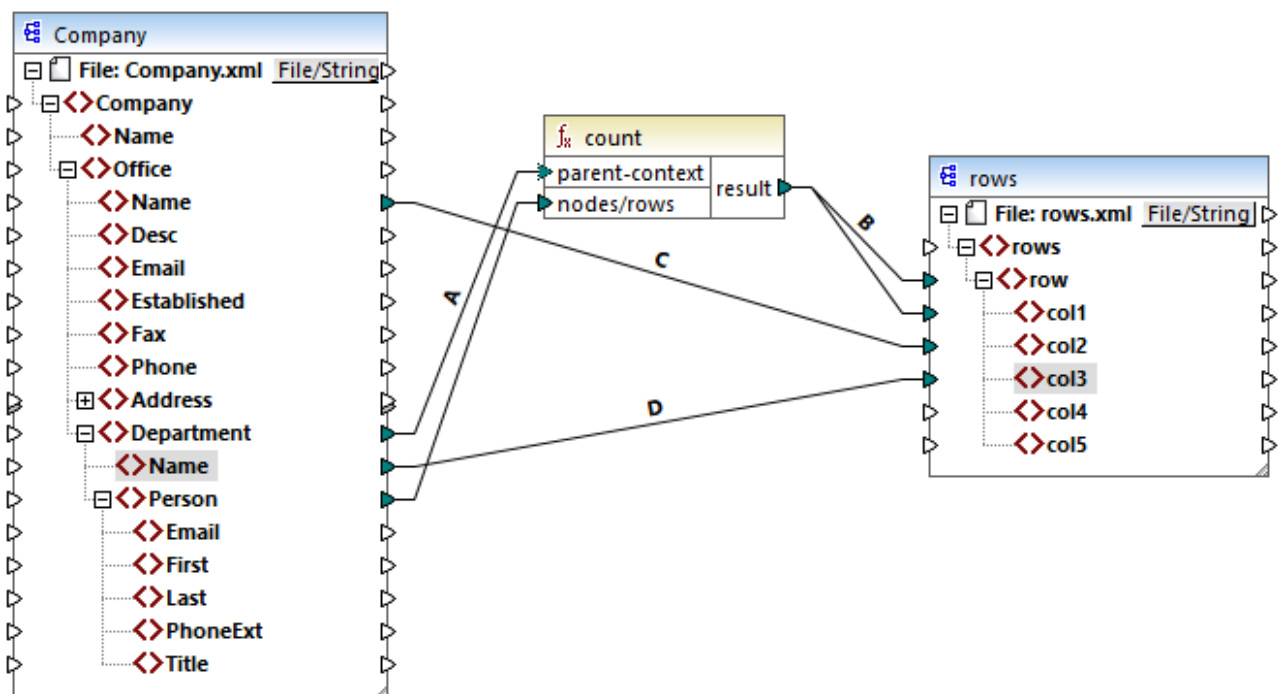 Company
File: Company.xml File/String
Company
Name
Office
Name
Desc
Email
Established
Fax
Phone
Address
Department
Name
Person
Email
First
Last
PhoneExt
Title
A
fx count
parent-context
nodes/rows
result
B
C
D
rows
File: rows.xml File/String
rows
row
col1
col2
col3
col4
col5